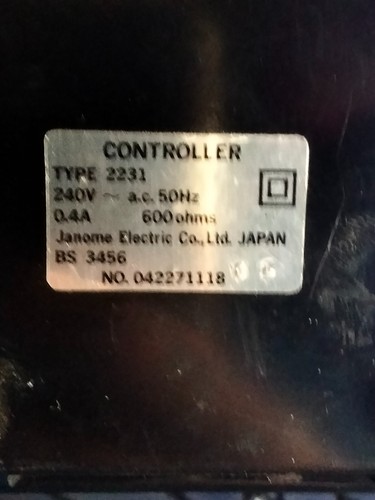 CONTROLLER
TYPE 2231
240V ~ a.c. 50Hz
0.4A 600 ohms
Janome Electric Co., Ltd. JAPAN
BS 3456
NO. 042271118